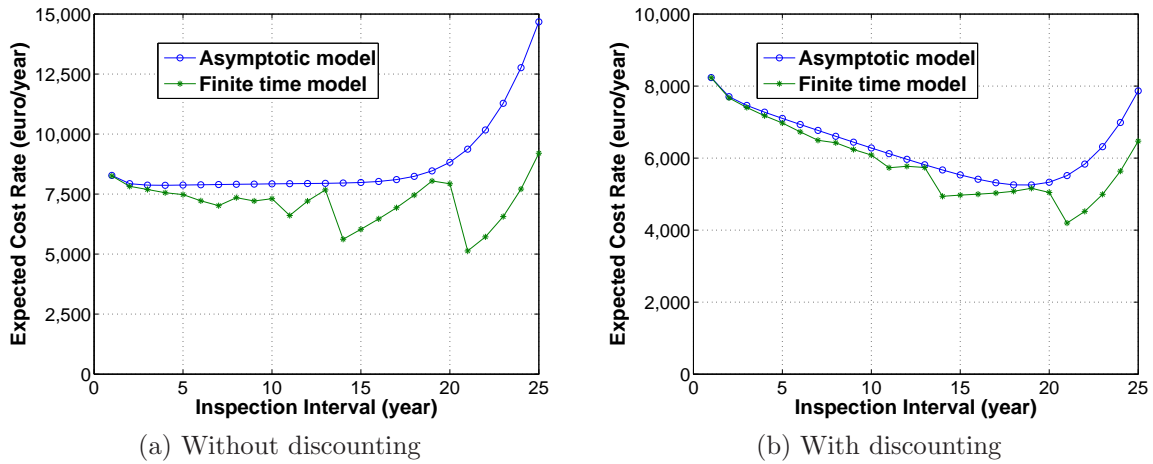 15,000
12,500
10,000
7,500
5,000
2,500
0
Expected Cost Rate (euro/year)
Asymptotic model
Finite time model
0 5 10 15 20 25
Inspection Interval (year)
(a) Without discounting
10,000
8,000
6,000
4,000
2,000
0
Expected Cost Rate (euro/year)
Asymptotic model
Finite time model
0 5 10 15 20 25
Inspection Interval (year)
(b) With discounting